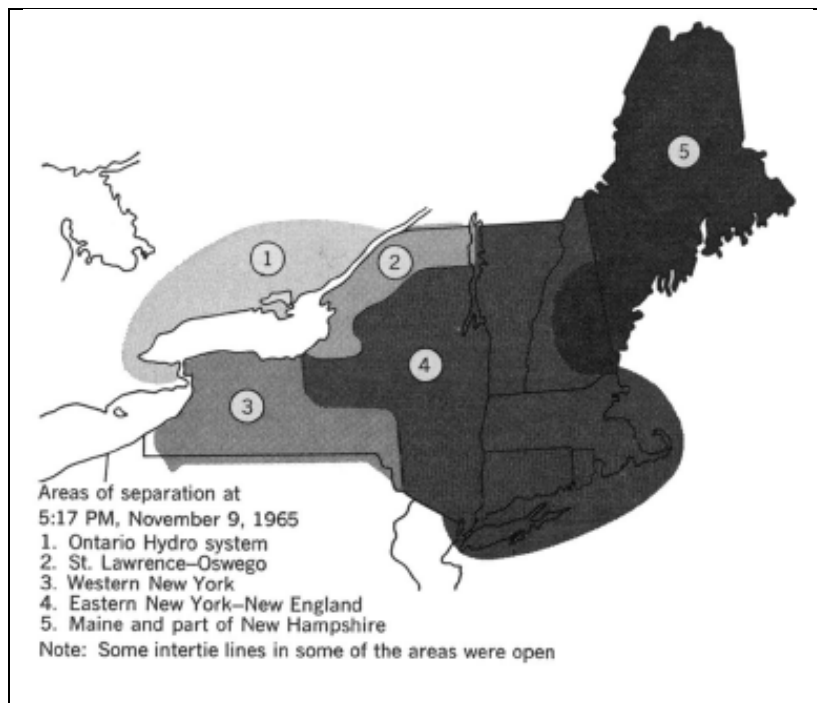 5
1
2
4
3
Areas of separation at
5:17 PM, November 9, 1965
1. Ontario Hydro system
2. St. Lawrence–Oswego
3. Western New York
4. Eastern New York–New England
5. Maine and part of New Hampshire
Note: Some intertie lines in some of the areas were open